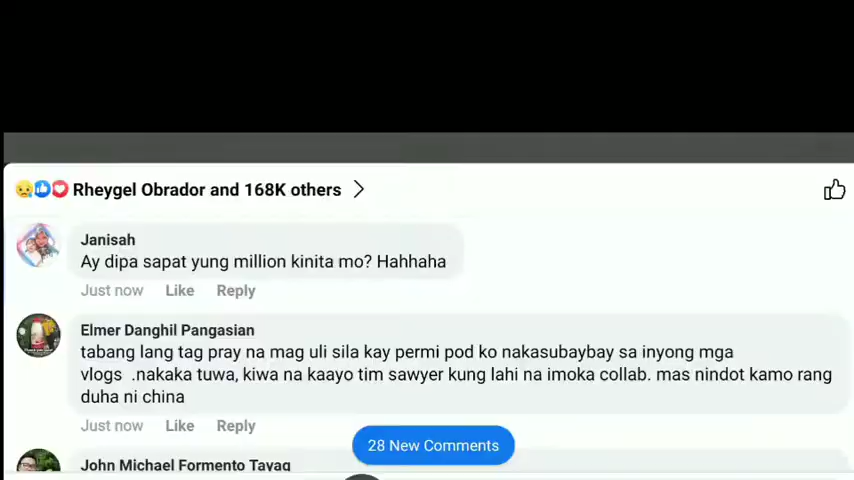 Rheygel Obrador and 168K others
Janisah
Ay dipa sapat yung million kinita mo? Hahhaha
Just now Like Reply
Elmer Danghil Pangasian
tabang lang tag pray na mag uli sila kay permi pod ko nakasubaybay sa inyong mga
vlogs .nakaka tuwa, kiwa na kaayo tim sawyer kung lahi na imoka collab. mas nindot kamo rang
duha ni china
Just now Like Reply
28 New Comments
John Michael Formento Tayag